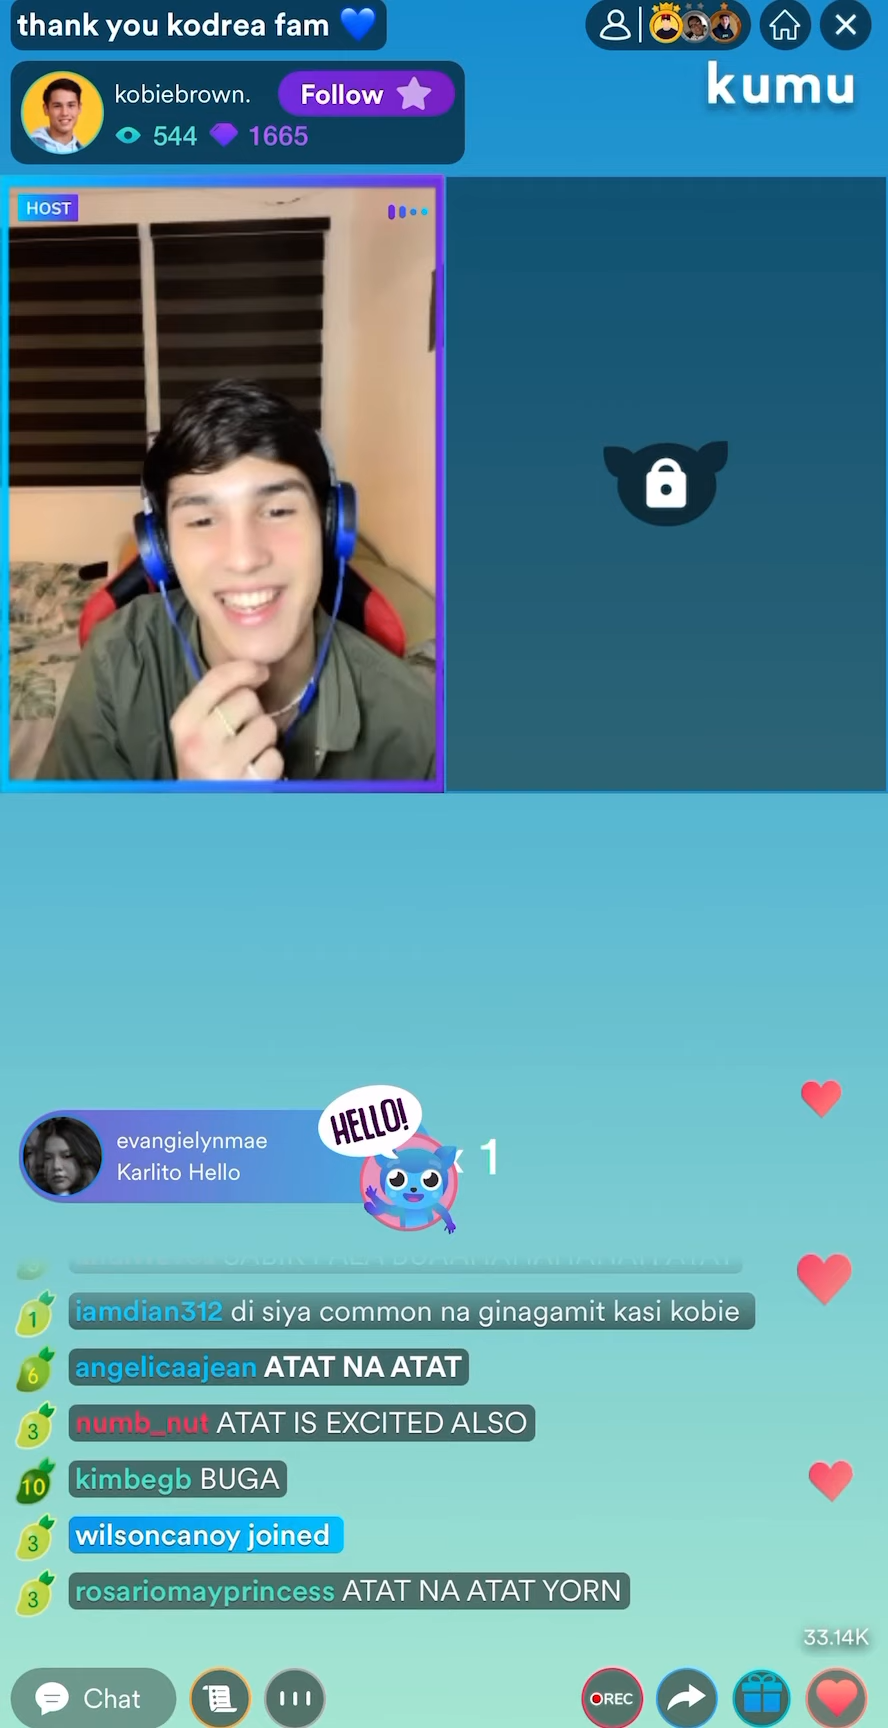 thank you kodrea fam 💙
kumu
kobiebrown. Follow
544 1665
HOST
HELLO!
evangielynmae
Karlito Hello
x 1
1 iamdian312 di siya common na ginagamit kasi kobie
6 angelicaajean ATAT NA ATAT
3 numb_nut ATAT IS EXCITED ALSO
10 kimbegb BUGA
3 wilsoncanoy joined
3 rosariomayprincess ATAT NA ATAT YORN
33.14K
Chat
REC